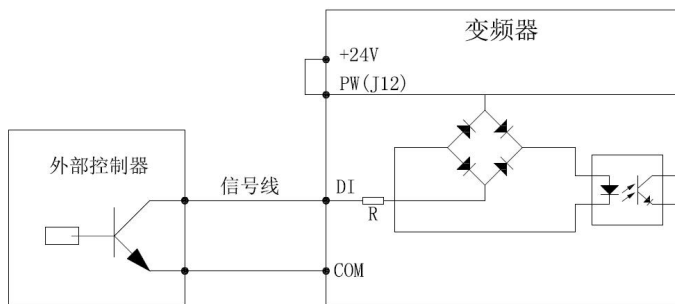 变频器
+24V
PW(J12)
外部控制器
信号线
DI
R
COM